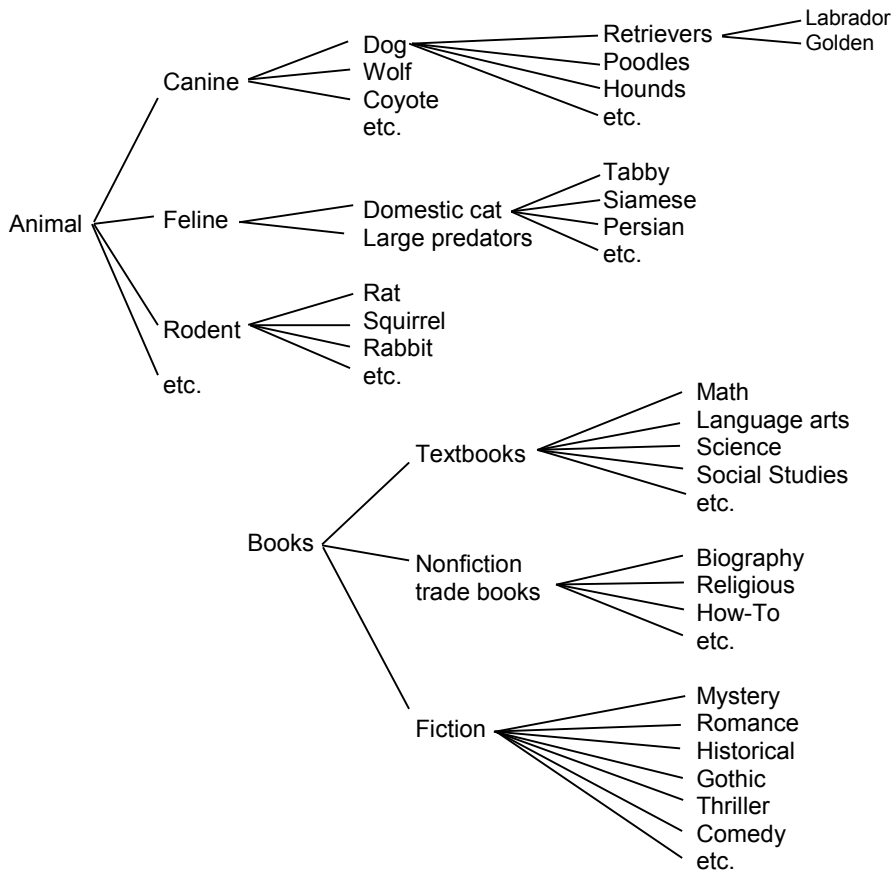 Animal
Canine
Dog
Wolf
Coyote
etc.
Retrievers
Poodles
Hounds
etc.
Labrador
Golden
Feline
Domestic cat
Large predators
Tabby
Siamese
Persian
etc.
Rodent
Rat
Squirrel
Rabbit
etc.
etc.
Books
Textbooks
Math
Language arts
Science
Social Studies
etc.
Nonfiction
trade books
Biography
Religious
How-To
etc.
Fiction
Mystery
Romance
Historical
Gothic
Thriller
Comedy
etc.